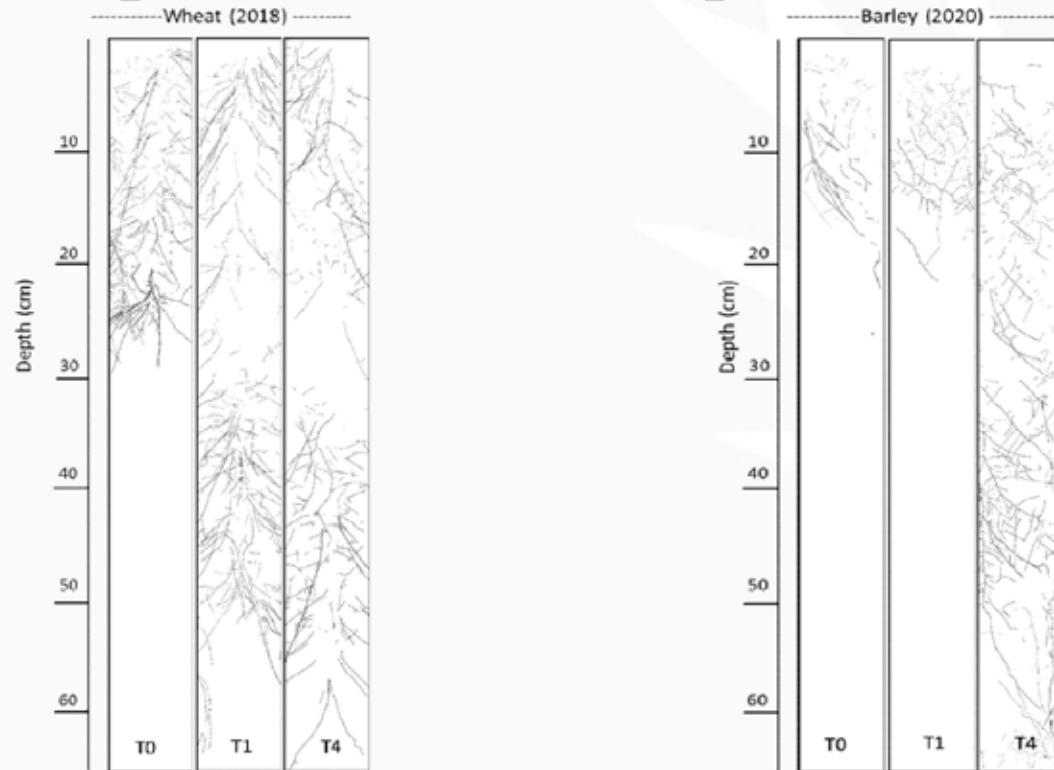 ---------Wheat (2018) --------
10
20
30
40
50
60
Depth (cm)
T0
T1
T4
----------Barley (2020) ---------
10
20
30
40
50
60
Depth (cm)
T0
T1
T4